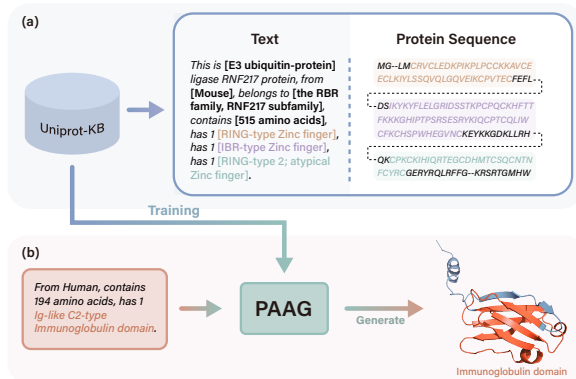 (a)
Uniprot-KB
Text
This is [E3 ubiquitin-protein]
ligase RNF217 protein, from
[Mouse], belongs to [the RBR
family, RNF217 subfamily],
contains [515 amino acids],
has 1 [RING-type Zinc finger],
has 1 [IBR-type Zinc finger],
has 1 [RING-type 2; atypical
Zinc finger].
Protein Sequence
MG--LMCRVCLEDKPIKPLPCCKKAVCE
ECLKIYLSSQVQLGQVEIKCPVTECFEFL
DSIKYKYFLELGRIDSSTKPCPQCKHFTT
FKKKGHIPTPSRSESRYKIQCPTCQLIW
CFKCHSPWHEGVNCKEYKKGDKLLRH
QKCPKCKIHIQRTEGCDHMTCSQCNTN
FCYRCGERYRQLRFFG--KRSRTGMHW
Training
(b)
From Human, contains
194 amino acids, has 1
Ig-like C2-type
Immunoglobulin domain.
PAAG
Generate
Immunoglobulin domain